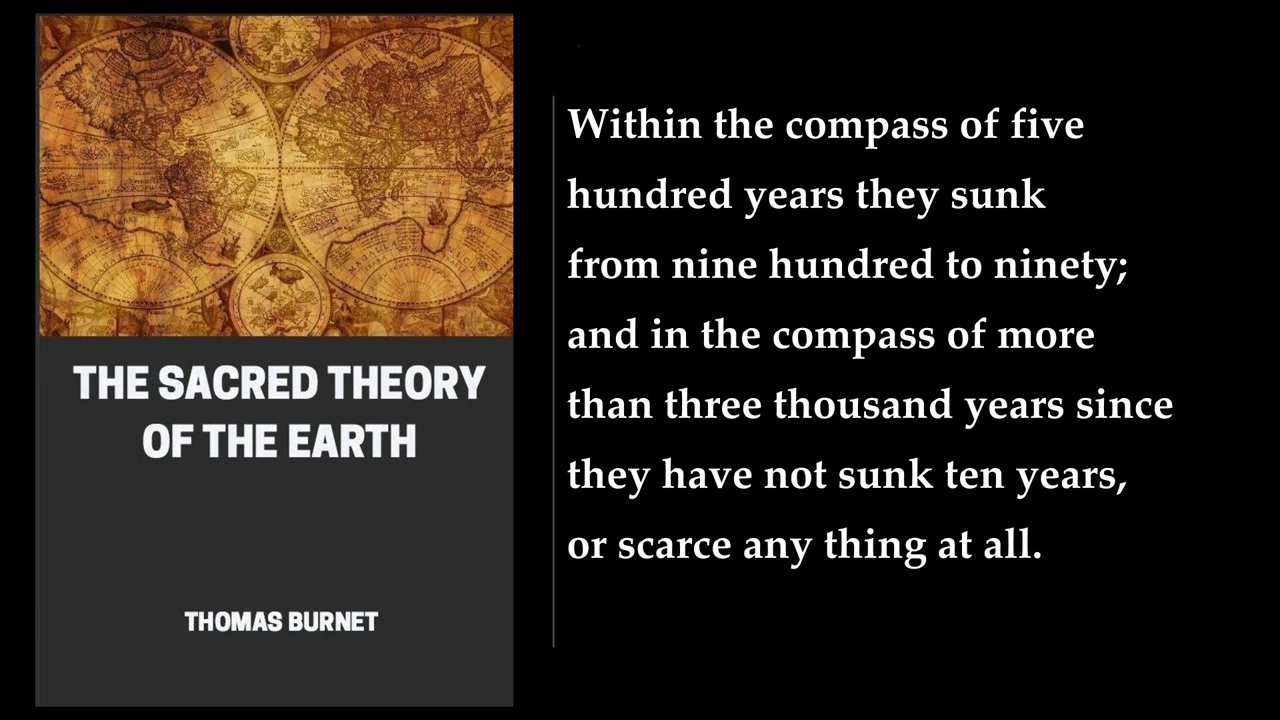 THE SACRED THEORY
OF THE EARTH
THOMAS BURNET
Within the compass of five
hundred years they sunk
from nine hundred to ninety;
and in the compass of more
than three thousand years since
they have not sunk ten years,
or scarce any thing at all.